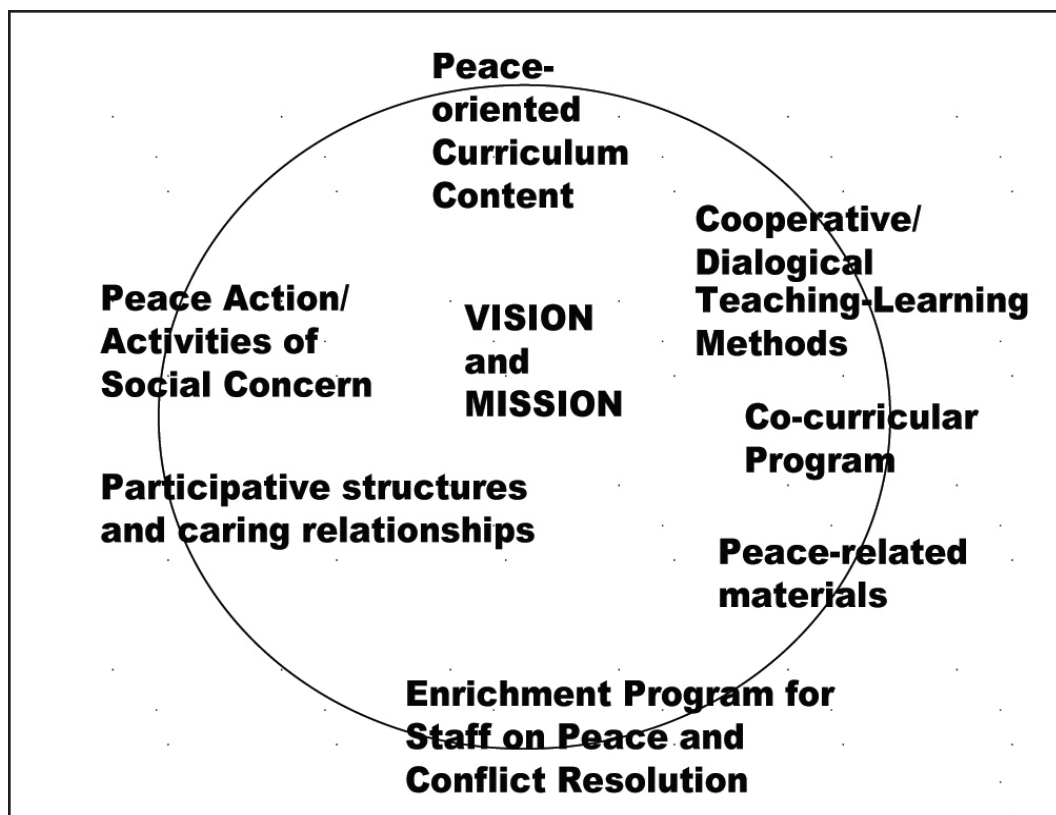 Peace-
oriented
Curriculum
Content
Cooperative/
Dialogical
Teaching-Learning
Methods
Peace Action/
Activities of
Social Concern
VISION
and
MISSION
Co-curricular
Program
Participative structures
and caring relationships
Peace-related
materials
Enrichment Program for
Staff on Peace and
Conflict Resolution